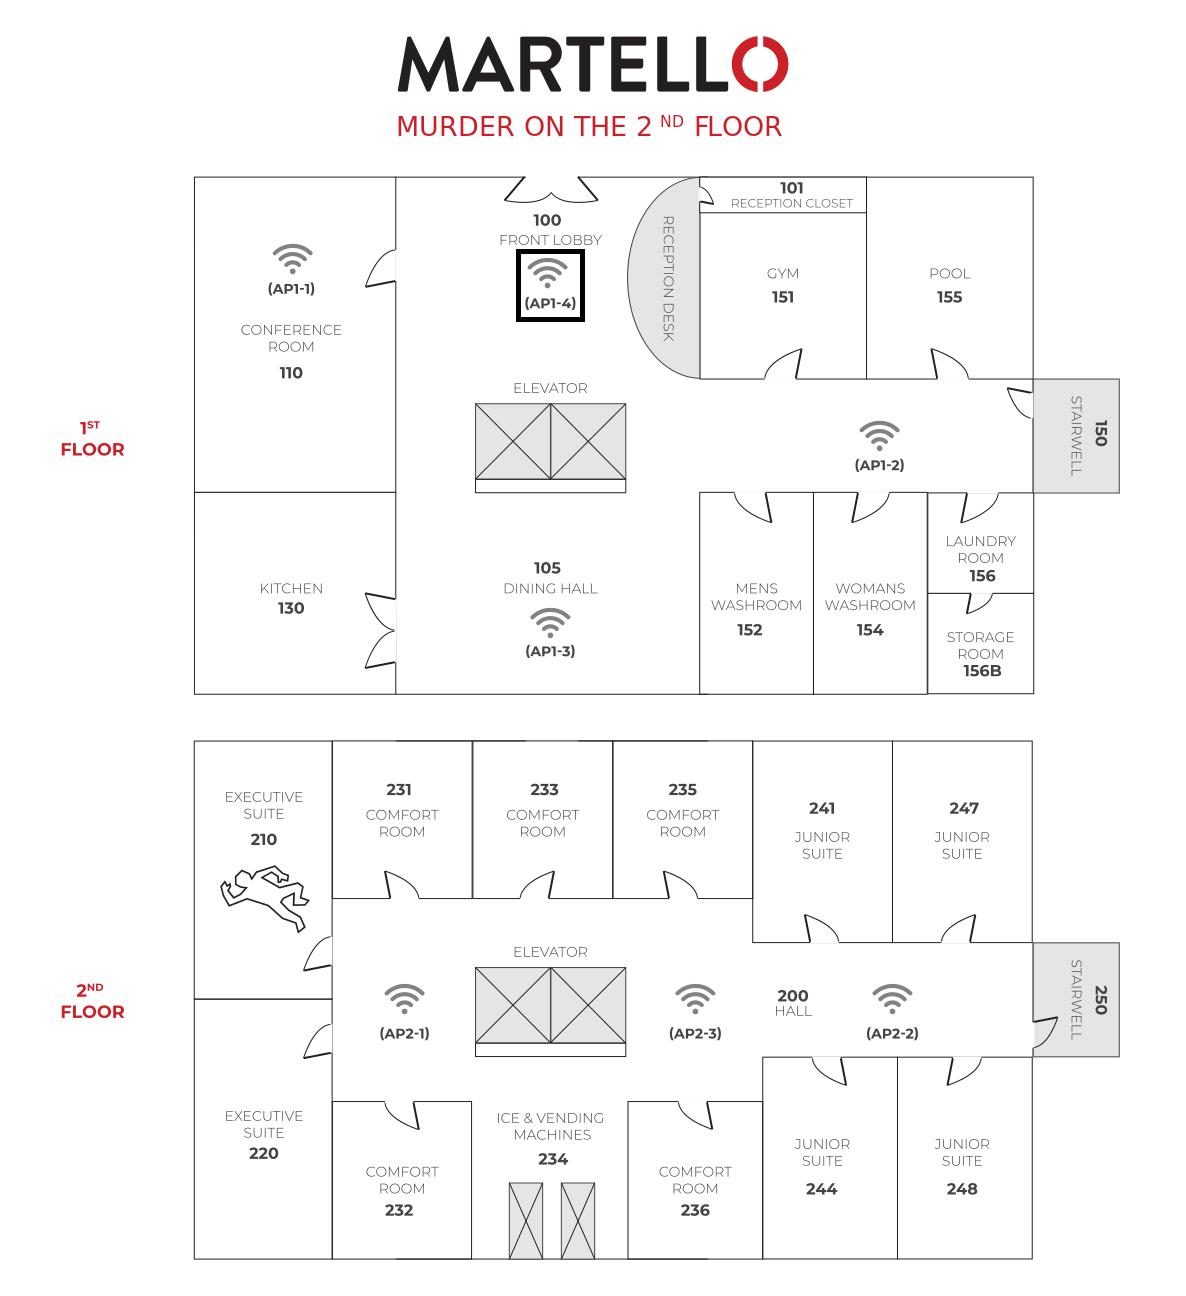 MARTELLO
MURDER ON THE 2 ND FLOOR
1ST
FLOOR
(AP1-1)
CONFERENCE
ROOM
110
100
FRONT LOBBY
(AP1-4)
RECEPTION DESK
101
RECEPTION CLOSET
GYM
151
POOL
155
ELEVATOR
(AP1-2)
STAIRWELL
150
KITCHEN
130
105
DINING HALL
(AP1-3)
MENS
WASHROOM
152
WOMANS
WASHROOM
154
LAUNDRY
ROOM
156
STORAGE
ROOM
156B
2ND
FLOOR
EXECUTIVE
SUITE
210
231
COMFORT
ROOM
233
COMFORT
ROOM
235
COMFORT
ROOM
241
JUNIOR
SUITE
247
JUNIOR
SUITE
ELEVATOR
(AP2-1)
(AP2-3)
200
HALL
(AP2-2)
STAIRWELL
250
EXECUTIVE
SUITE
220
COMFORT
ROOM
232
ICE & VENDING
MACHINES
234
COMFORT
ROOM
236
JUNIOR
SUITE
244
JUNIOR
SUITE
248